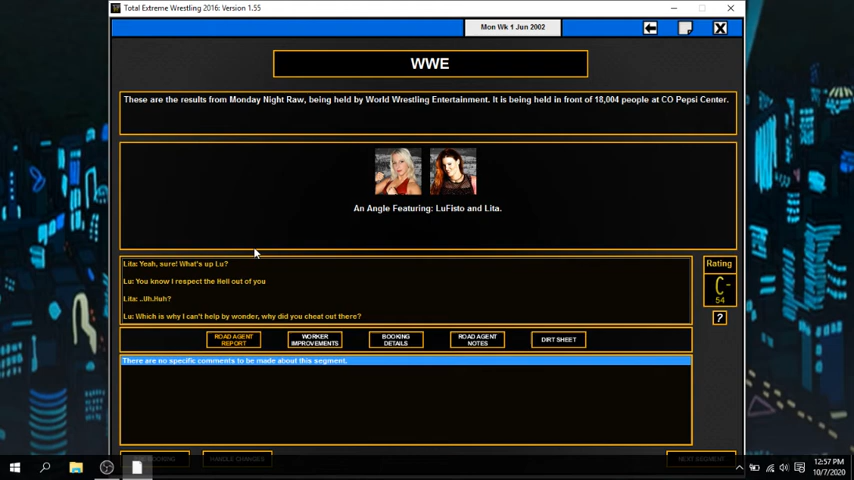 Total Extreme Wrestling 2016: Version 1.55
Mon Wk 1 Jun 2002
WWE
These are the results from Monday Night Raw, being held by World Wrestling Entertainment. It is being held in front of 18,004 people at CO Pepsi Center.
An Angle Featuring: LuFisto and Lita.
Lita: Yeah, sure! What's up Lu?
Lu: You know I respect the Hell out of you
Lita: ..Uh.Huh?
Lu: Which is why I can't help by wonder, why did you cheat out there?
Rating
C-
54
?
ROAD AGENT REPORT
WORKER IMPROVEMENTS
BOOKING DETAILS
ROAD AGENT NOTES
DIRT SHEET
There are no specific comments to be made about this segment.
HANDLE CHANGES
NEXT SEGMENT
12:57 PM
10/7/2020